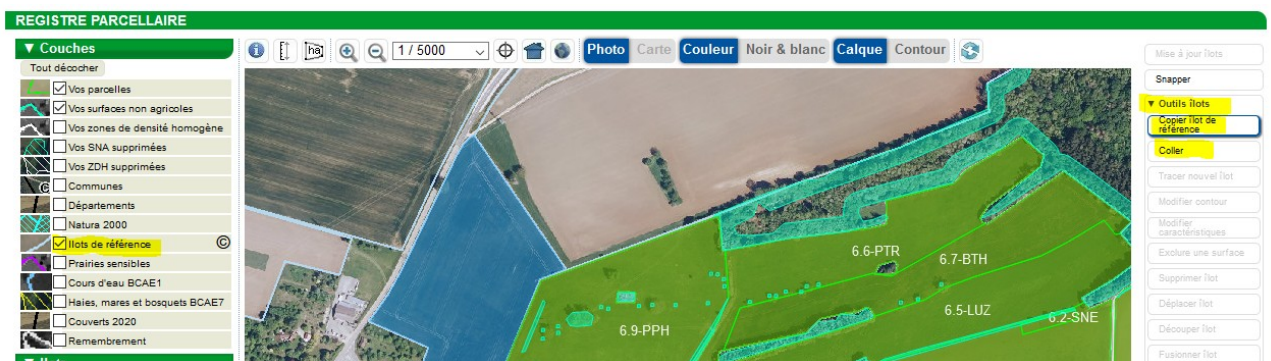 REGISTRE PARCELLAIRE
▼ Couches
Tout décocher
Vos parcelles
Vos surfaces non agricoles
Vos zones de densité homogène
Vos SNA supprimées
Vos ZDH supprimées
Communes
Départements
Natura 2000
Ilots de référence ©
Prairies sensibles
Cours d'eau BCAE1
Haies, mares et bosquets BCAE7
Couverts 2020
Remembrement
ha
1 / 5000
Photo Carte Couleur Noir & blanc Calque Contour
6.6-PTR
6.7-BTH
6.5-LUZ
6.2-SNE
6.9-PPH
Mise à jour îlots
Snapper
▼ Outils îlots
Copier îlot de
référence
Coller
Tracer nouvel îlot
Modifier contour
Modifier
caractéristiques
Exclure une surface
Supprimer îlot
Déplacer îlot
Découper îlot
Fusionner îlot